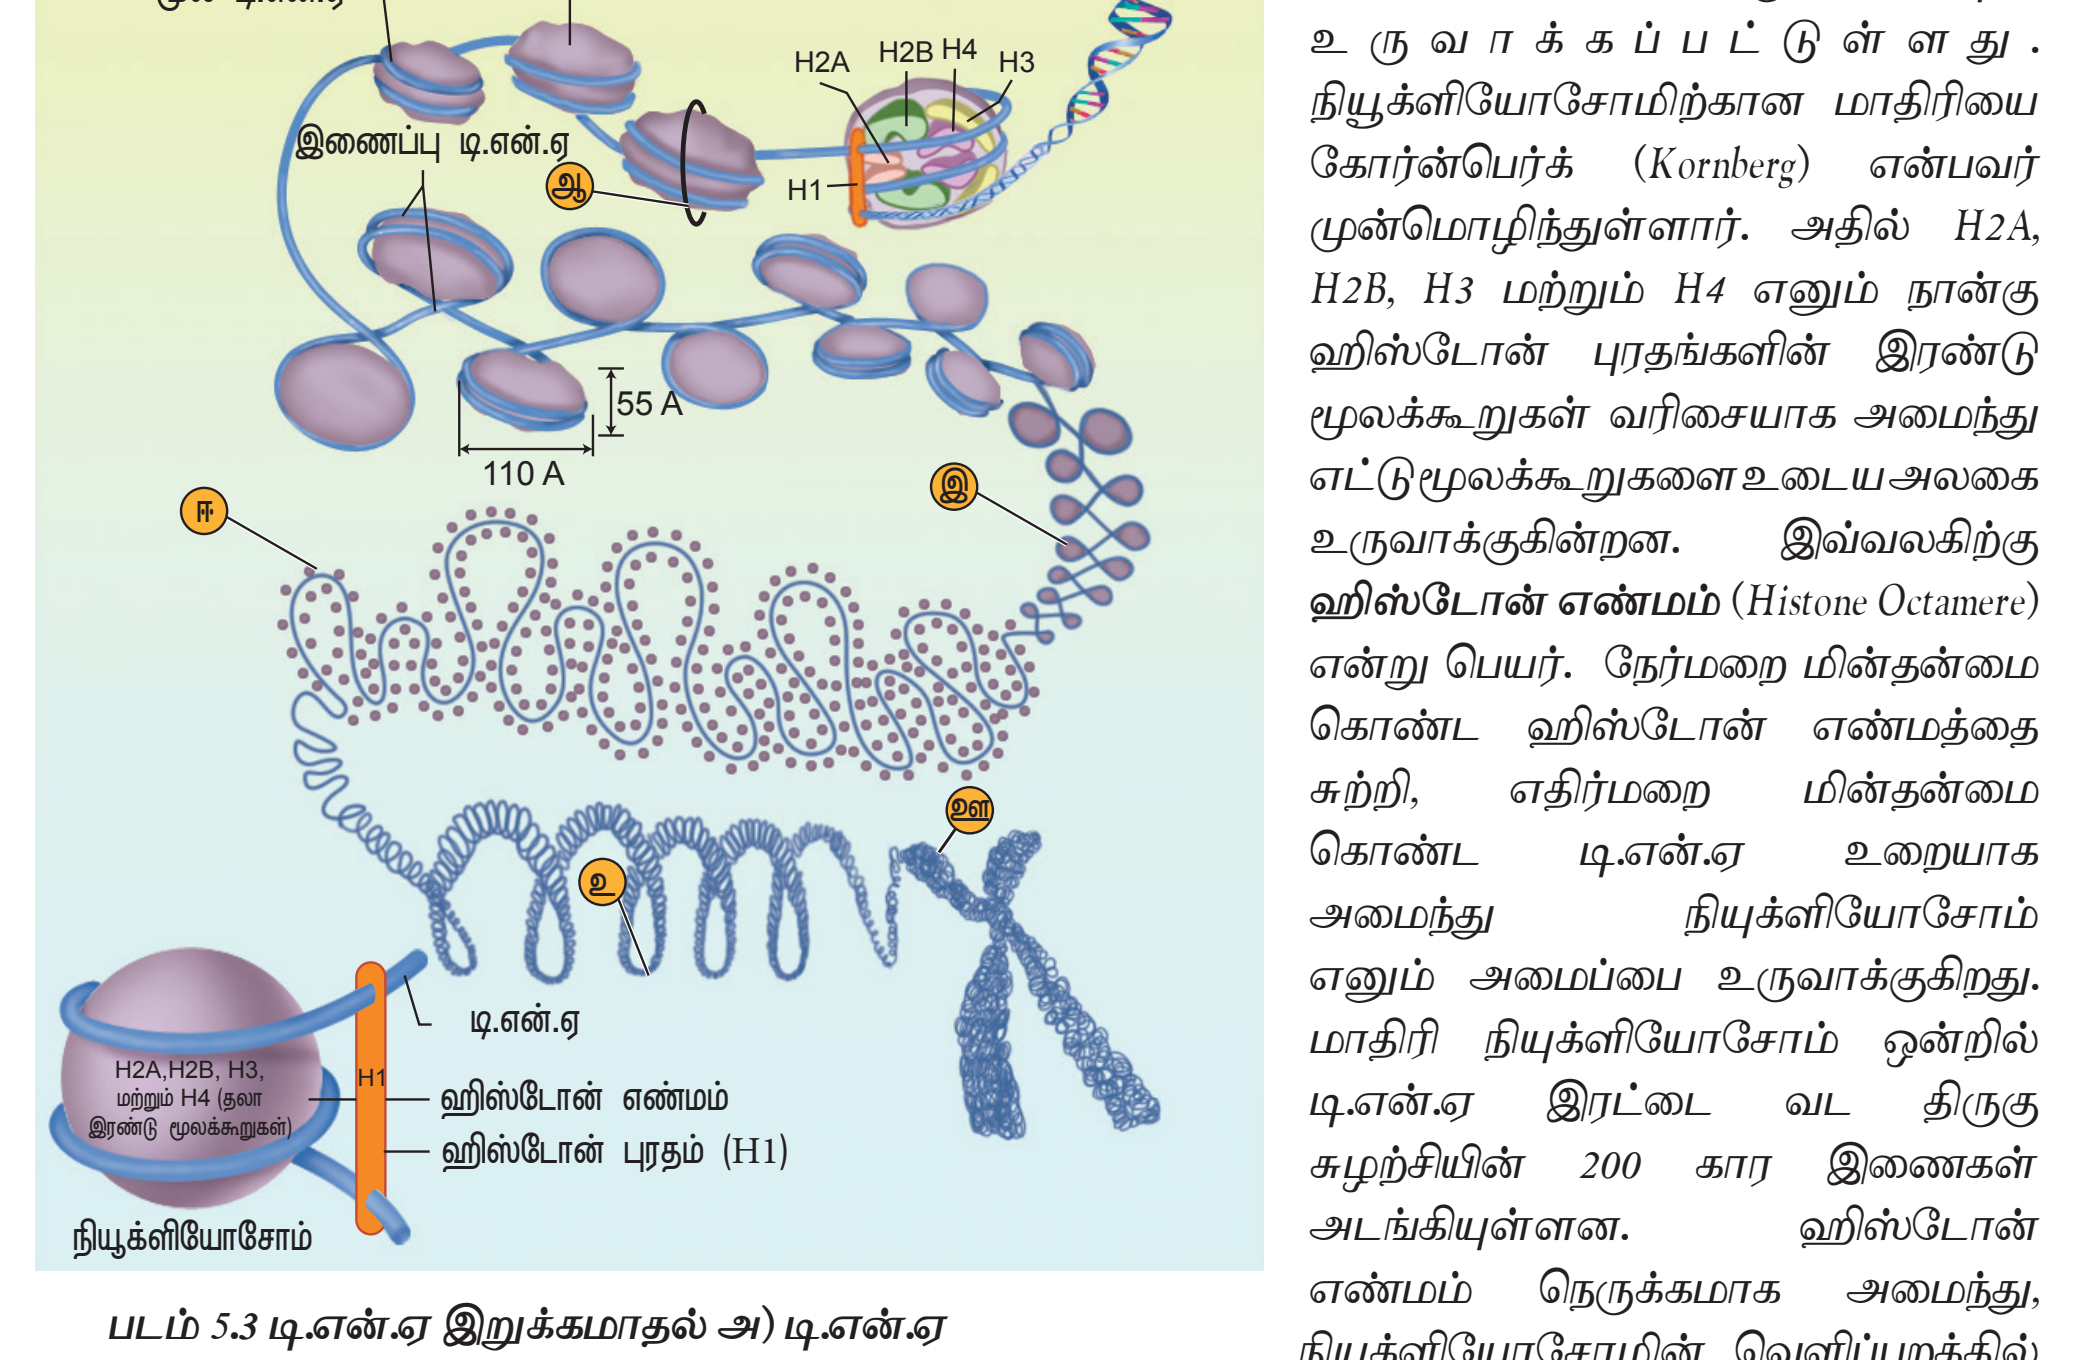 மூல டி.என்.ஏ
H2A
H2B H4
H3
இணைப்பு டி.என்.ஏ
ஆ
H1
55 A
110 A
ஈ
இ
ஊ
உ
டி.என்.ஏ
H2A,H2B, H3,
மற்றும் H4 (தலா
இரண்டு மூலக்கூறுகள்)
H1
ஹிஸ்டோன் எண்மம்
ஹிஸ்டோன் புரதம் (H1)
நியூக்ளியோசோம்
படம் 5.3 டி.என்.ஏ இறுக்கமாதல் அ) டி.என்.ஏ
உருவாக்கப்பட்டுள்ளது.
நியூக்ளியோசோமிற்கான மாதிரியை
கோர்ன்பெர்க் (Kornberg) என்பவர்
முன்மொழிந்துள்ளார். அதில் H2A,
H2B, H3 மற்றும் H4 எனும் நான்கு
ஹிஸ்டோன் புரதங்களின் இரண்டு
மூலக்கூறுகள் வரிசையாக அமைந்து
எட்டு மூலக்கூறுகளை உடைய அலகை
உருவாக்குகின்றன. இவ்வலகிற்கு
ஹிஸ்டோன் எண்மம் (Histone Octamere)
என்று பெயர். நேர்மறை மின்தன்மை
கொண்ட ஹிஸ்டோன் எண்மத்தை
சுற்றி, எதிர்மறை மின்தன்மை
கொண்ட டி.என்.ஏ உறையாக
அமைந்து நியுக்ளியோசோம்
எனும் அமைப்பை உருவாக்குகிறது.
மாதிரி நியுக்ளியோசோம் ஒன்றில்
டி.என்.ஏ இரட்டை வட திருகு
சுழற்சியின் 200 கார இணைகள்
அடங்கியுள்ளன. ஹிஸ்டோன்
எண்மம் நெருக்கமாக அமைந்து,
நியுக்ளியோசோமின் வெளிப்புறத்தில்